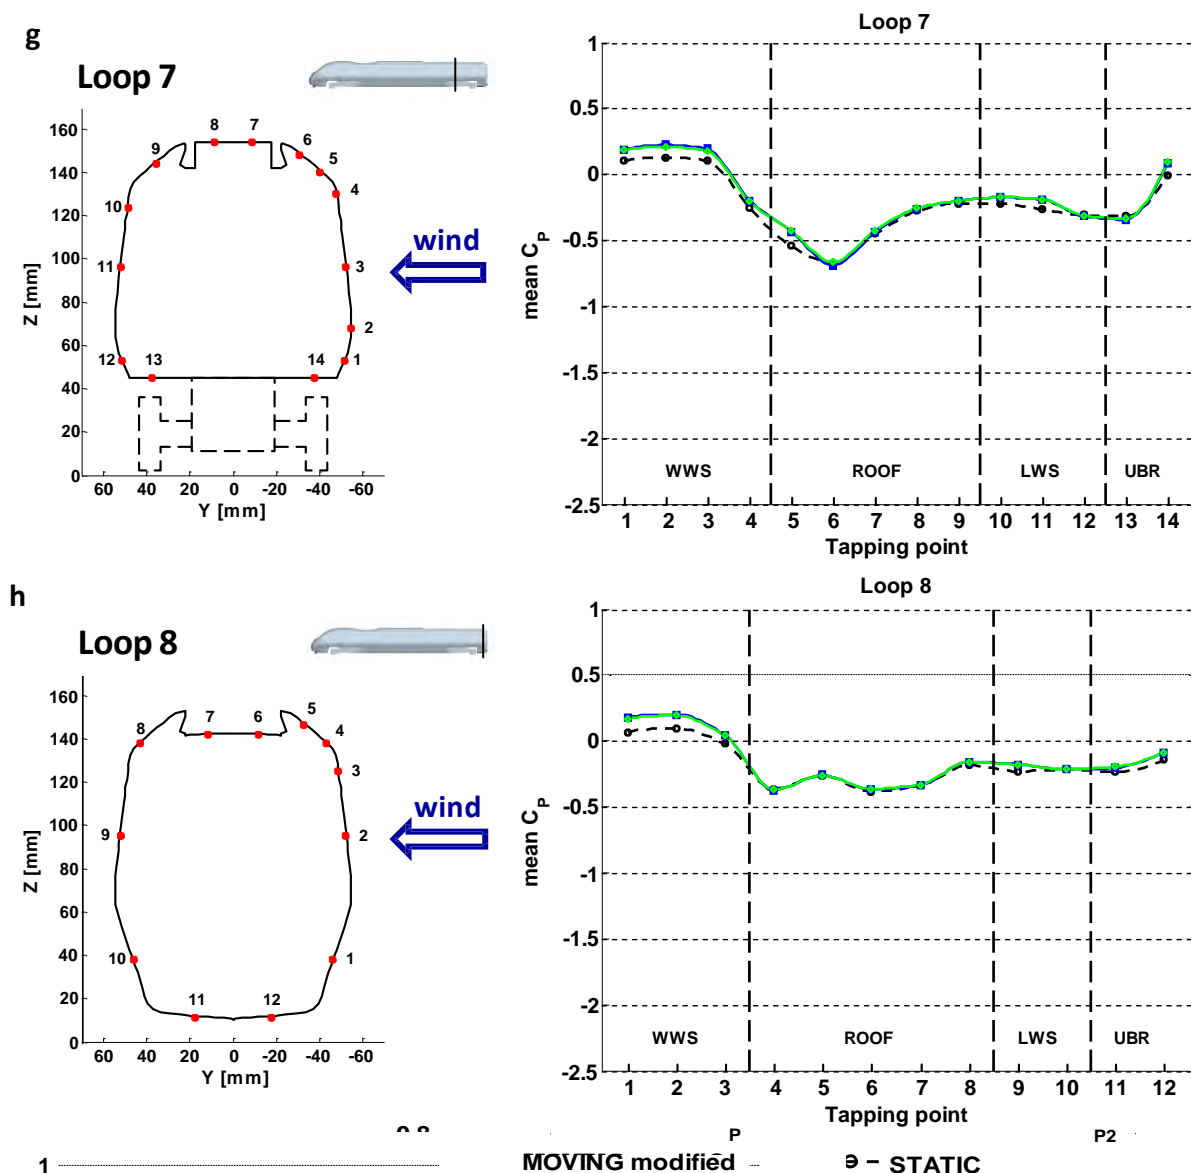 g
Loop 7
8 7
9 6
5
4
10
11 3
2
12 13 14 1
wind
160
140
120
100
80
60
40
20
0
Z [mm]
60 40 20 0 -20 -40 -60
Y [mm]
Loop 7
1
0.5
0
-0.5
-1
-1.5
-2
-2.5
mean CP
WWS ROOF LWS UBR
1 2 3 4 5 6 7 8 9 10 11 12 13 14
Tapping point
h
Loop 8
8 7 6 5
4
3
9 2
10 1
11 12
wind
160
140
120
100
80
60
40
20
0
Z [mm]
60 40 20 0 -20 -40 -60
Y [mm]
Loop 8
1
0.5
0
-0.5
-1
-1.5
-2
-2.5
mean CP
WWS ROOF LWS UBR
1 2 3 4 5 6 7 8 9 10 11 12
Tapping point
P P2
1 MOVING modified STATIC